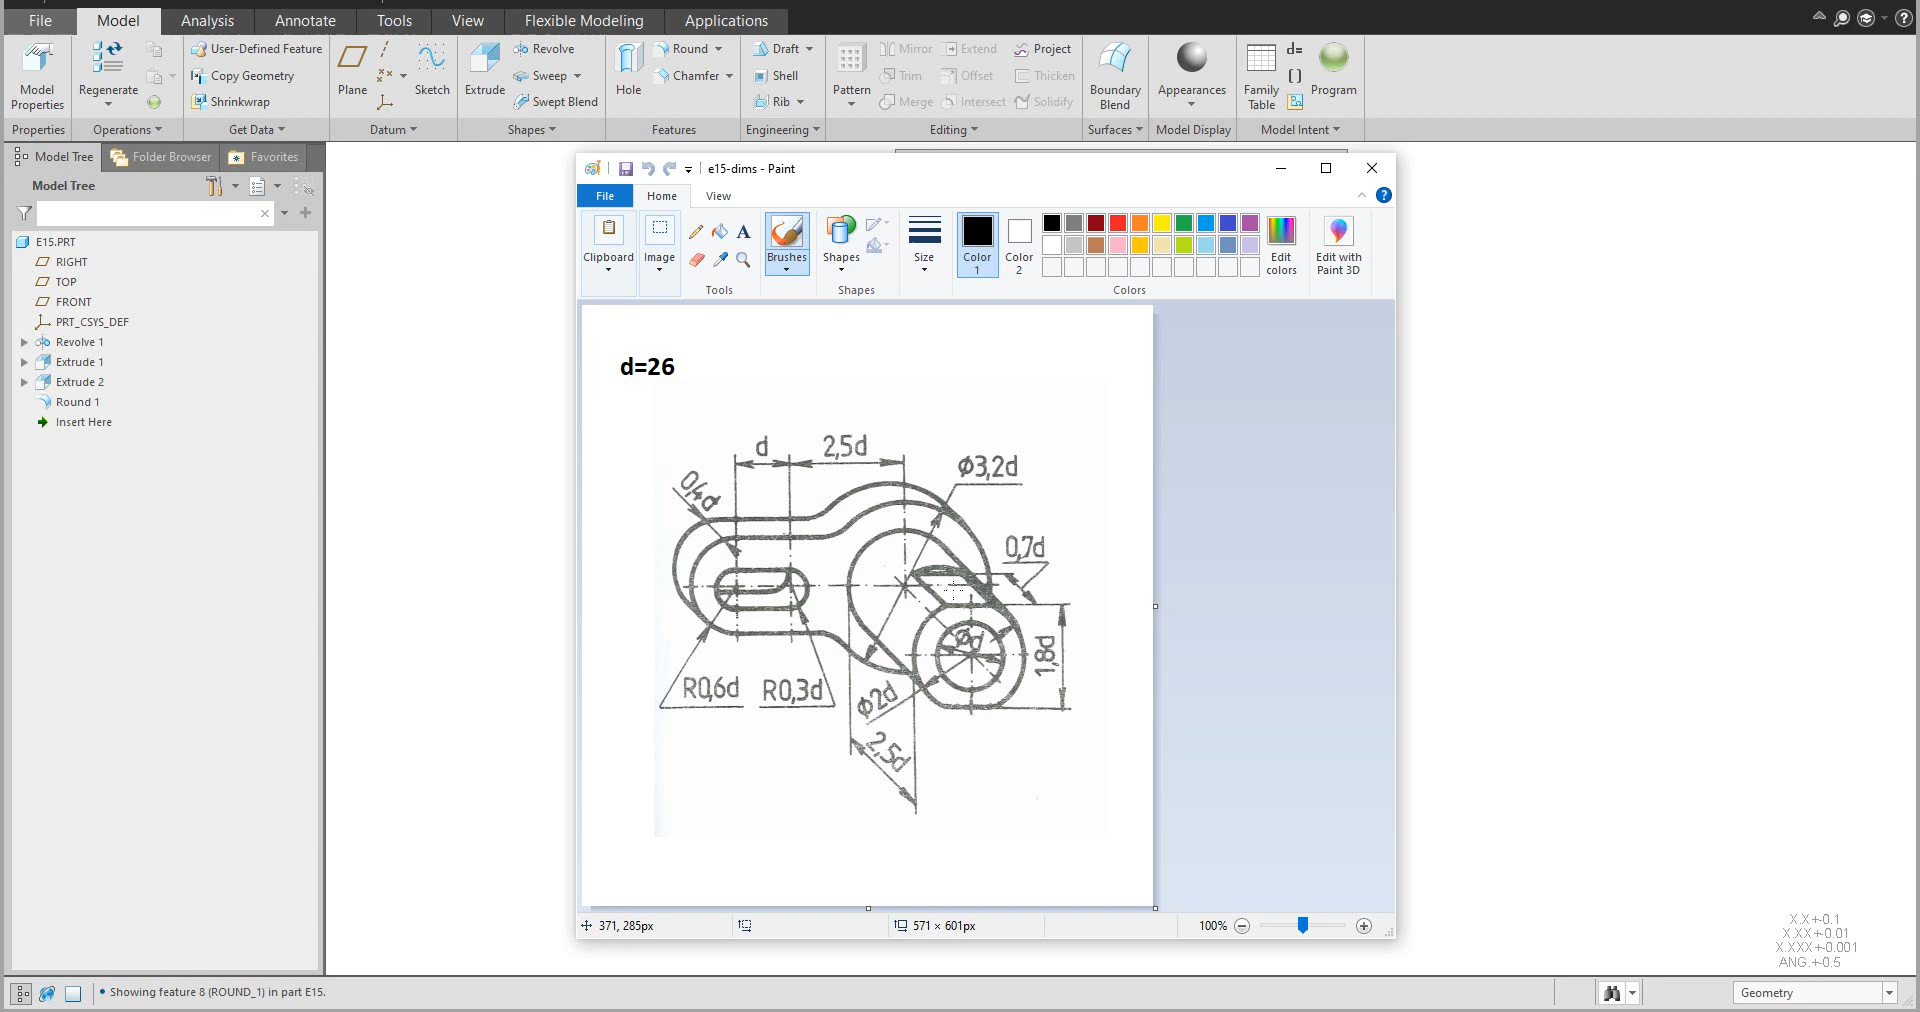 File Model Analysis Annotate Tools View Flexible Modeling Applications
Model Properties
Regenerate
User-Defined Feature
Copy Geometry
Shrinkwrap
Plane
Sketch
Extrude
Revolve
Sweep
Swept Blend
Hole
Round
Chamfer
Draft
Shell
Rib
Pattern
Mirror Extend Project
Trim Offset Thicken
Merge Intersect Solidify
Boundary Blend
Appearances
Family Table
d=
[ ]
Program
Properties Operations Get Data Datum Shapes Features Engineering Editing Surfaces Model Display Model Intent
Model Tree Folder Browser Favorites
Model Tree
E15.PRT
RIGHT
TOP
FRONT
PRT_CSYS_DEF
Revolve 1
Extrude 1
Extrude 2
Round 1
Insert Here
e15-dims - Paint
File Home View
Clipboard
Image
A
Tools
Brushes
Shapes
Shapes
Size
Color 1
Color 2
Edit colors
Edit with Paint 3D
Colors
d=26
d
2,5d
ϕ3,2d
0,4d
0,7d
1,8d
ϕd
R0,6d
R0,3d
ϕ2d
2,5d
371, 285px
571 × 601px
100%
X.X+-0.1
X.XX+-0.01
X.XXX+-0.001
ANG.+-0.5
Showing feature 8 (ROUND_1) in part E15.
Geometry